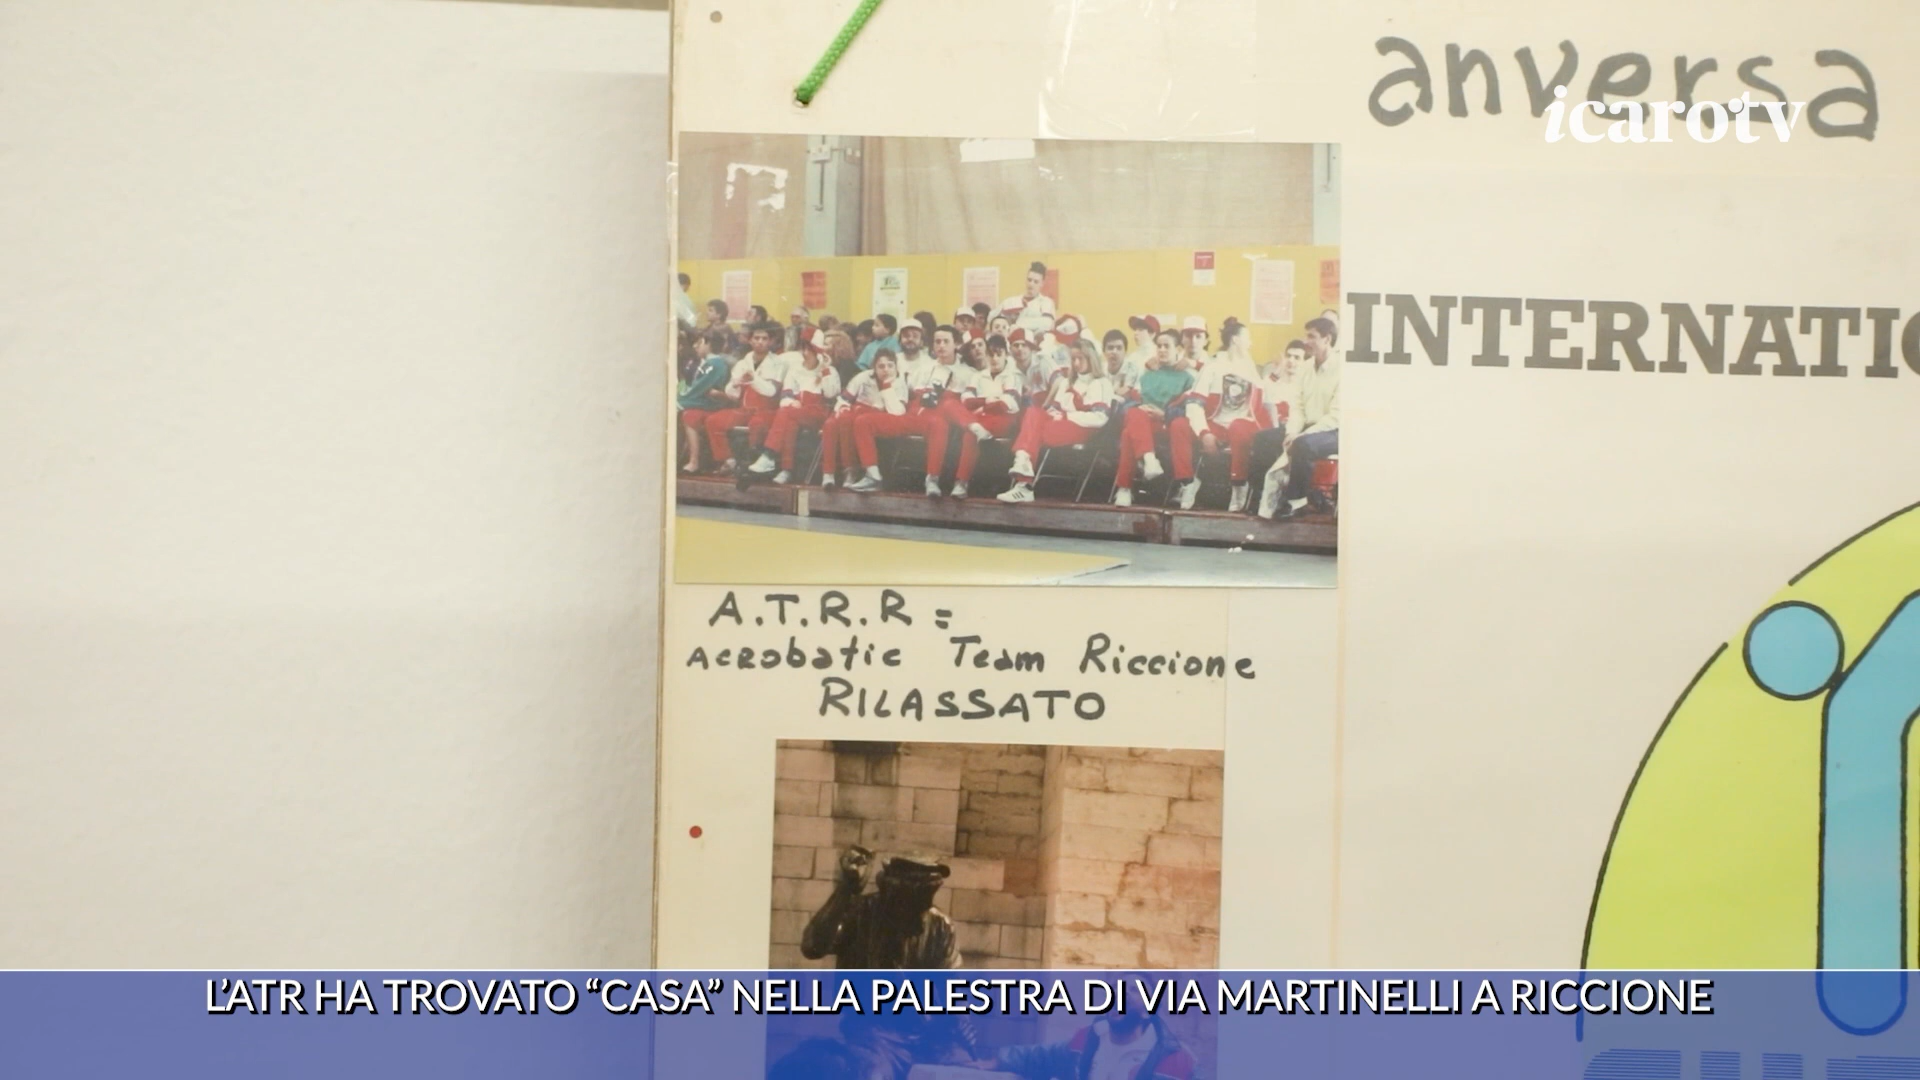 anversa
icarotv
INTERNATIO
A.T.R.R =
Acrobatic Team Riccione
RILASSATO
L'ATR HA TROVATO “CASA” NELLA PALESTRA DI VIA MARTINELLI A RICCIONE